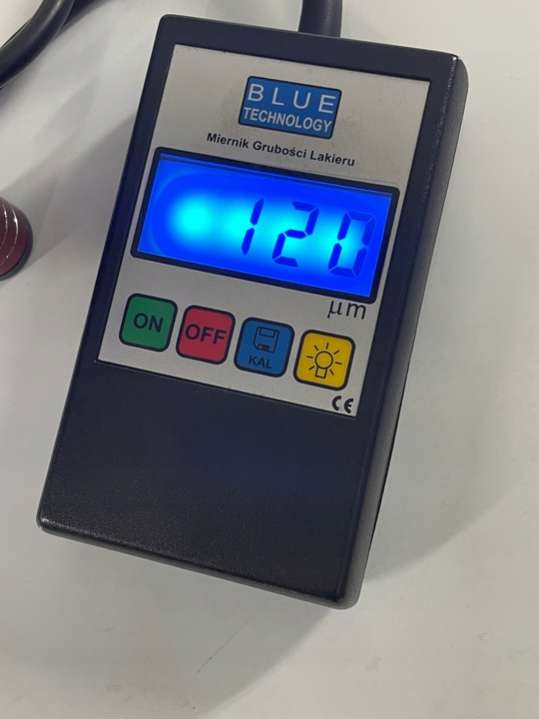 BLUE
TECHNOLOGY
Miernik Grubości Lakieru
120
μm
ON OFF KAL
CE